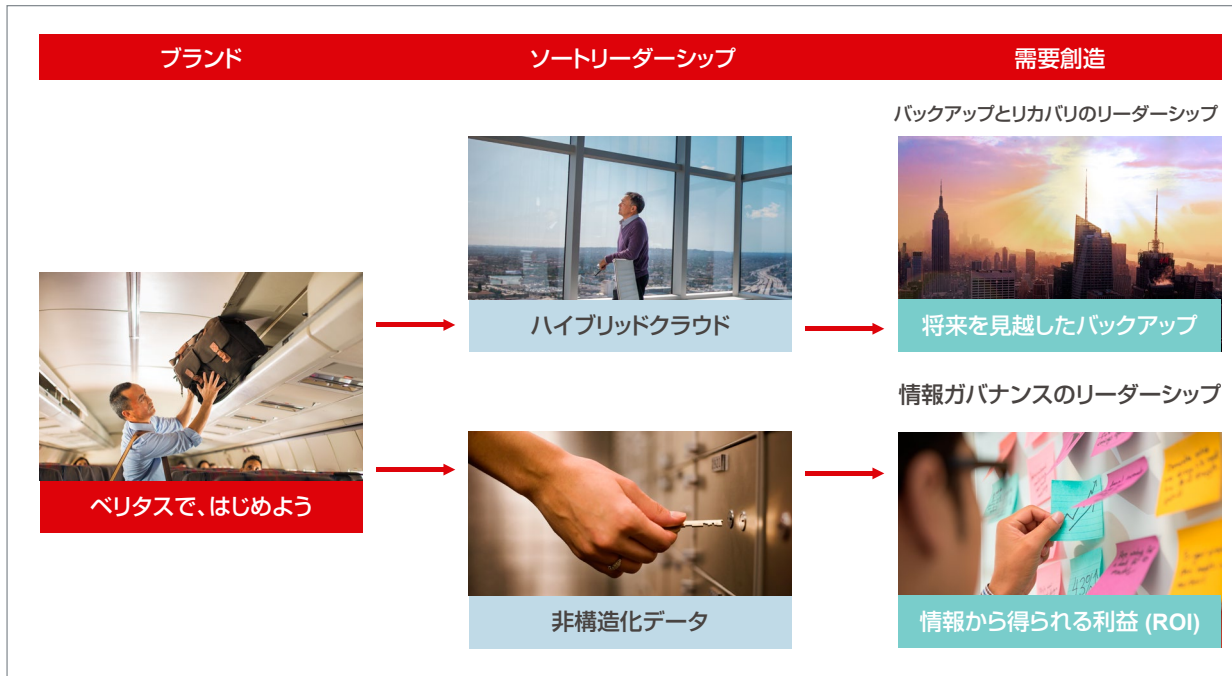 ブランド
ソートリーダーシップ
需要創造
バックアップとリカバリのリーダーシップ
ハイブリッドクラウド
将来を見越したバックアップ
情報ガバナンスのリーダーシップ
ベリタスで、はじめよう
非構造化データ
情報から得られる利益 (ROI)